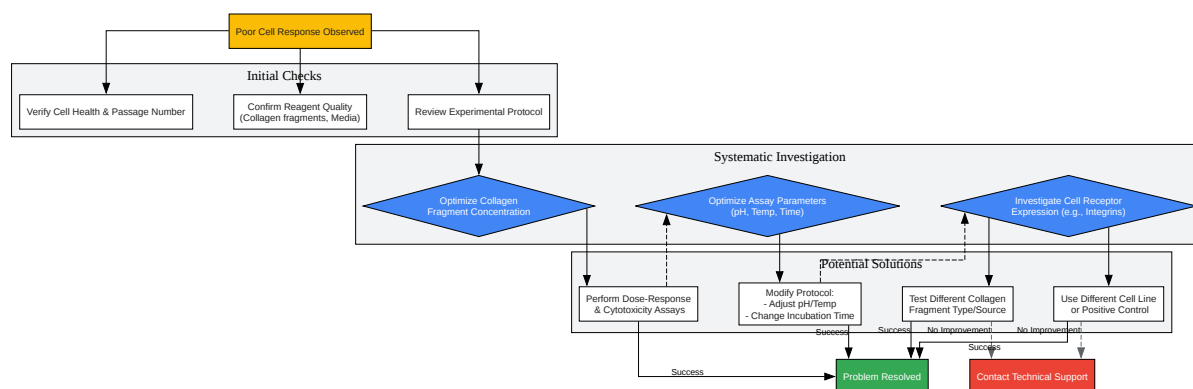 Poor Cell Response Observed
Initial Checks
Verify Cell Health & Passage Number
Confirm Reagent Quality
(Collagen fragments, Media)
Review Experimental Protocol
Systematic Investigation
Optimize Collagen
Fragment Concentration
Optimize Assay Parameters
(pH, Temp, Time)
Investigate Cell Receptor
Expression (e.g., Integrins)
Potential Solutions
Perform Dose-Response
& Cytotoxicity Assays
Modify Protocol:
- Adjust pH/Temp
- Change Incubation Time
Test Different Collagen
Fragment Type/Source
Use Different Cell Line
or Positive Control
Success
Success
No Improvement
No Improvement
Success
Success
Problem Resolved
Contact Technical Support